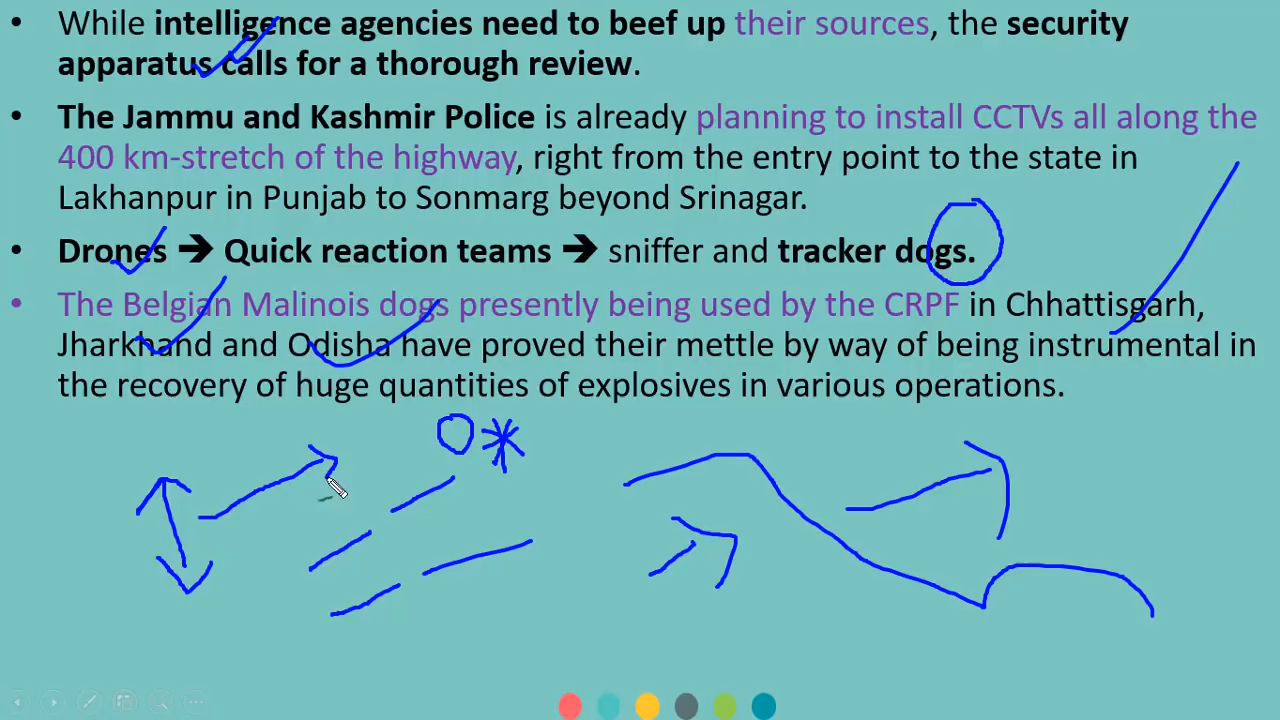 • While intelligence agencies need to beef up their sources, the security
apparatus calls for a thorough review.
• The Jammu and Kashmir Police is already planning to install CCTVs all along the
400 km-stretch of the highway, right from the entry point to the state in
Lakhanpur in Punjab to Sonmarg beyond Srinagar.
• Drones ➔ Quick reaction teams ➔ sniffer and tracker dogs.
• The Belgian Malinois dogs presently being used by the CRPF in Chhattisgarh,
Jharkhand and Odisha have proved their mettle by way of being instrumental in
the recovery of huge quantities of explosives in various operations.